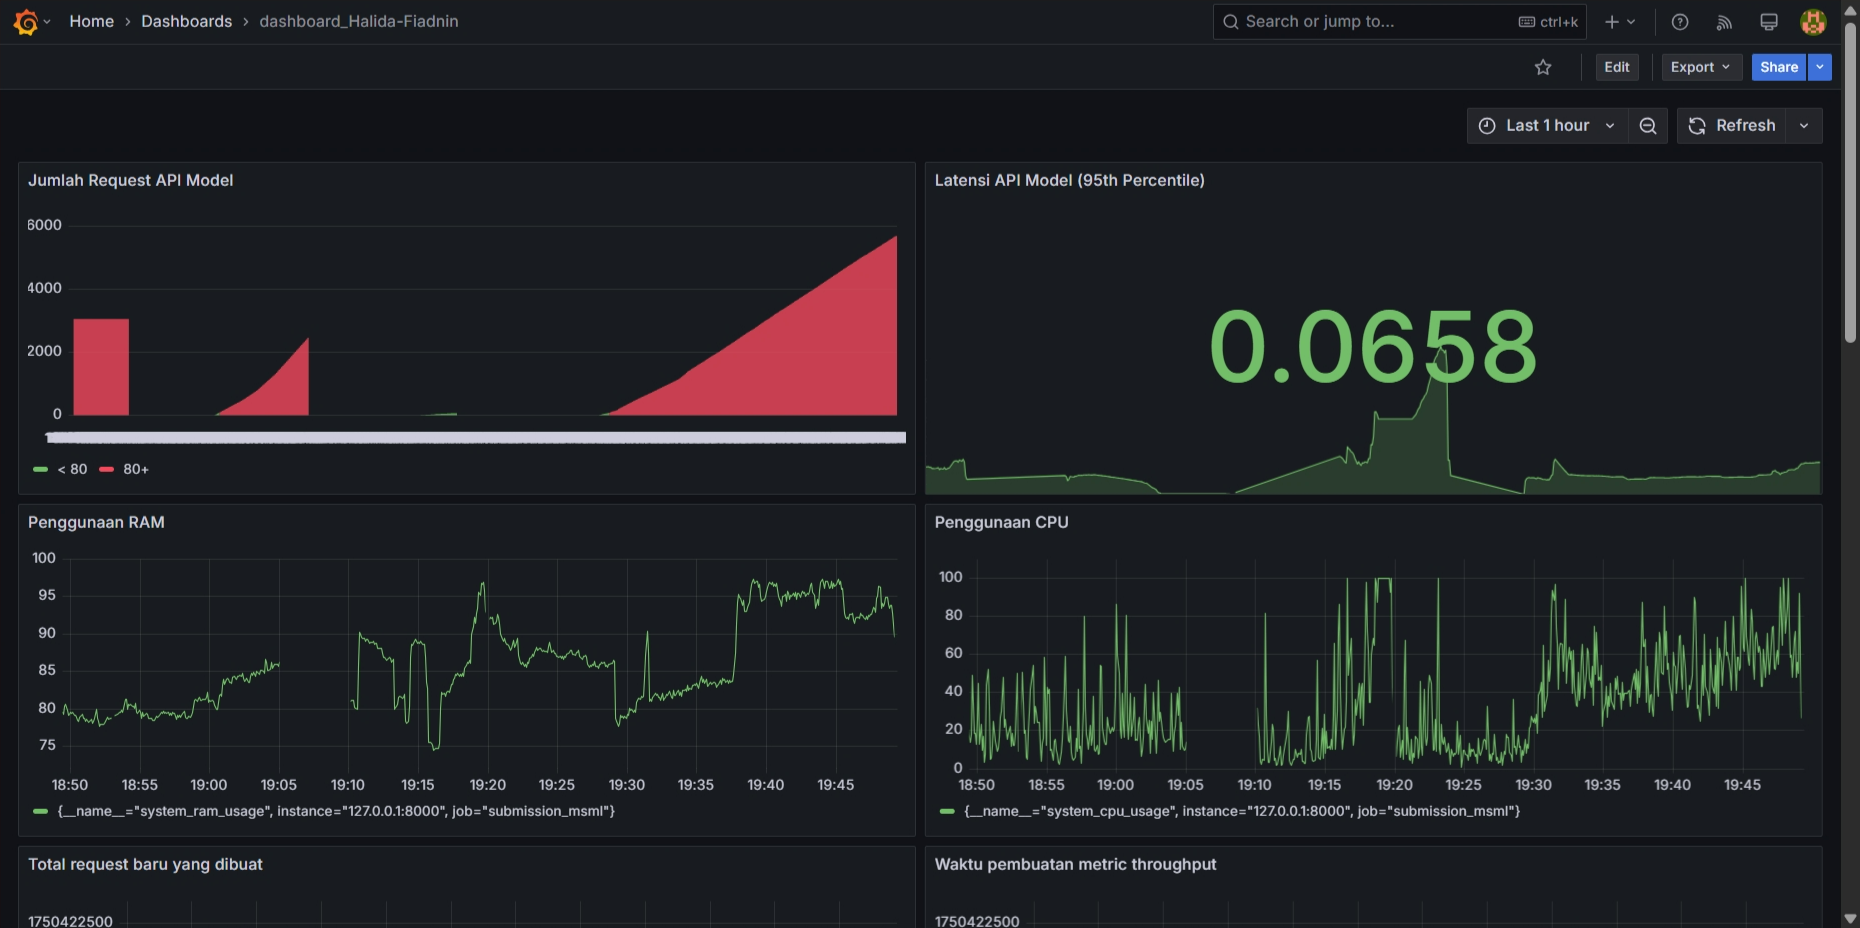 Home › Dashboards › dashboard_Halida-Fiadnin
Search or jump to... ctrl+k
Edit Export Share
Last 1 hour Refresh
Jumlah Request API Model
6000
4000
2000
0
< 80 80+
Latensi API Model (95th Percentile)
0.0658
Penggunaan RAM
100
95
90
85
80
75
18:50 18:55 19:00 19:05 19:10 19:15 19:20 19:25 19:30 19:35 19:40 19:45
{__name__="system_ram_usage", instance="127.0.0.1:8000", job="submission_msml"}
Penggunaan CPU
100
80
60
40
20
0
18:50 18:55 19:00 19:05 19:10 19:15 19:20 19:25 19:30 19:35 19:40 19:45
{__name__="system_cpu_usage", instance="127.0.0.1:8000", job="submission_msml"}
Total request baru yang dibuat
1750422500
Waktu pembuatan metric throughput
1750422500